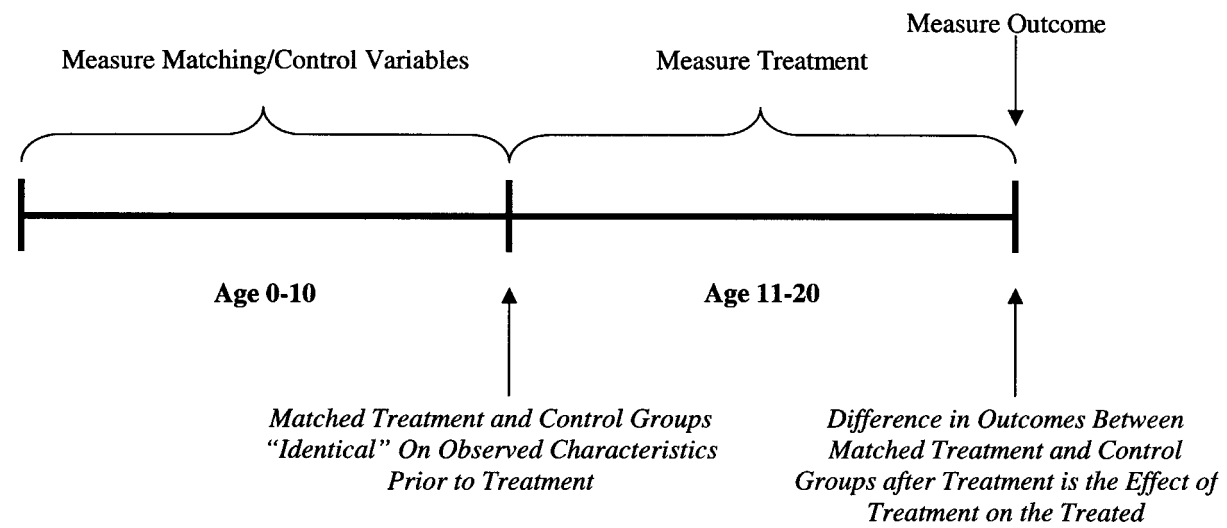 Measure Outcome
Measure Matching/Control Variables
Measure Treatment
Age 0-10
Age 11-20
Matched Treatment and Control Groups
“Identical” On Observed Characteristics
Prior to Treatment
Difference in Outcomes Between
Matched Treatment and Control
Groups after Treatment is the Effect of
Treatment on the Treated